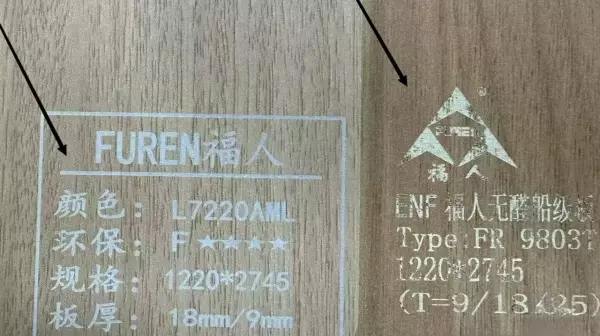 FUREN福人
颜色: L7220AML
环保: F ★★★★
规格: 1220*2745
板厚: 18mm/9mm
FUREN
福人
ENF 福人无醛船级板
Type:FR 9803T
1220*2745
(T=9/18